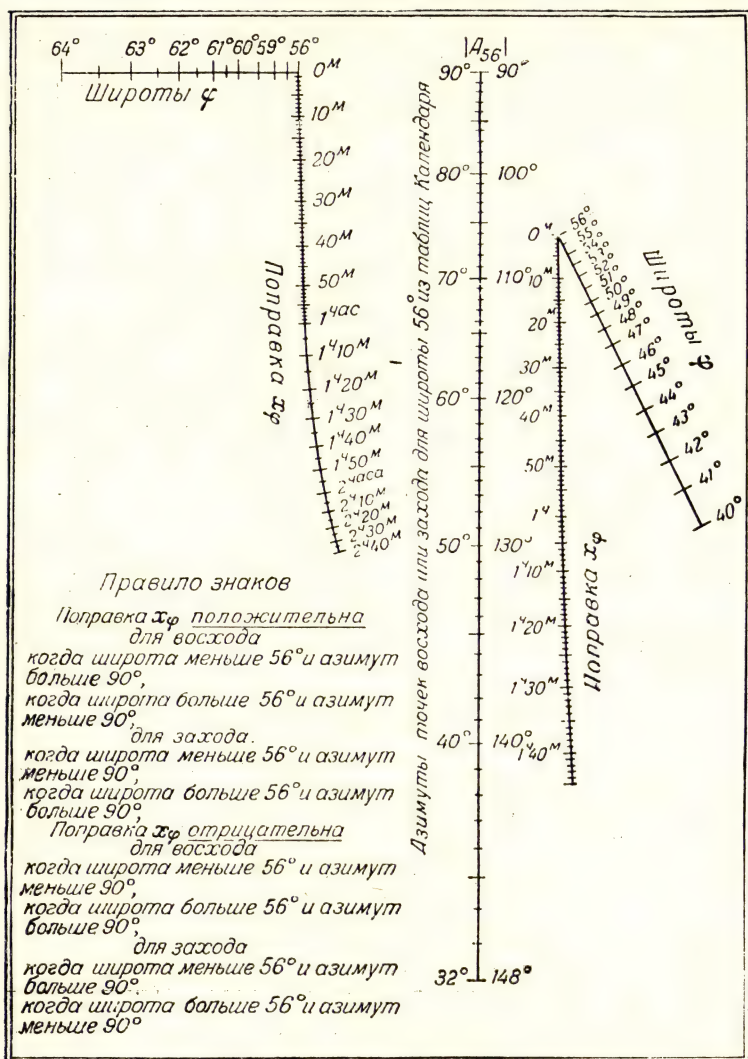 64° 63° 62° 61° 60° 59° 56°
Широты φ
0м
10м
20м
30м
40м
50м
1час
1ч10м
1ч20м
1ч30м
1ч40м
1ч50м
2часа
2ч10м
2ч20м
2ч30м
2ч40м
Поправка xφ
Правило знаков
Поправка xφ положительна
для восхода
когда широта меньше 56° и азимут
больше 90°,
когда широта больше 56° и азимут
меньше 90°,
для захода.
когда широта меньше 56° и азимут
меньше 90°,
когда широта больше 56° и азимут
больше 90°,
Поправка xφ отрицательна
для восхода
когда широта меньше 56° и азимут
меньше 90°,
когда широта больше 56° и азимут
больше 90°,
для захода
когда широта меньше 56° и азимут
больше 90°.
когда широта больше 56° и азимут
меньше 90°
Азимуты точек восхода или захода для широты 56° из таблиц Календаря
|A56|
90° 90°
80° 100°
70° 110°
60° 120°
50° 130°
40° 140°
32° 148°
0ч
10м
20м
30м
40м
50м
1ч
1ч10м
1ч20м
1ч30м
1ч40м
Поправка xφ
56°
55°
54°
53°
52°
51°
50°
49°
48°
47°
46°
45°
44°
43°
42°
41°
40°
Широты φ